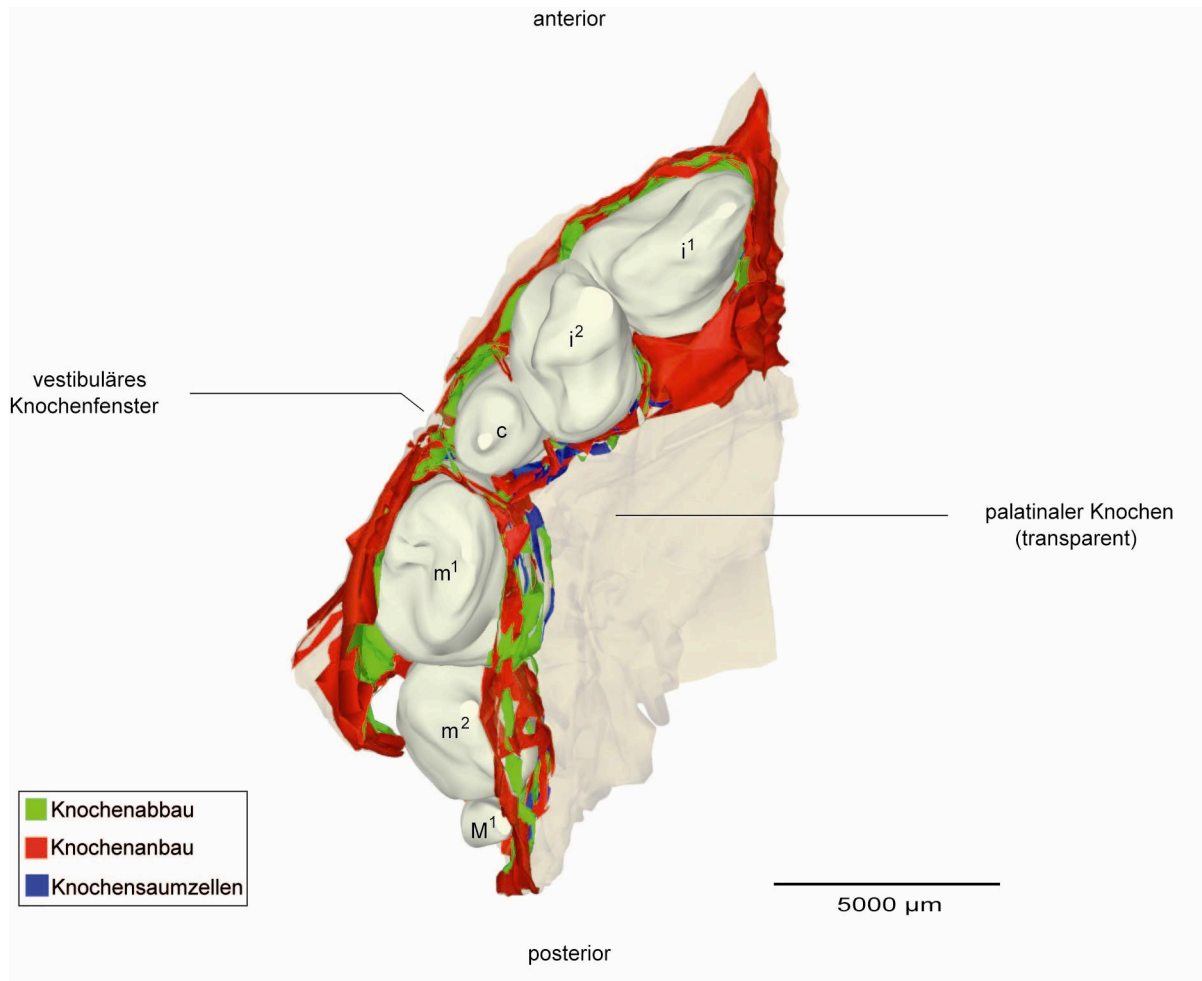 anterior
i¹
i²
vestibuläres
Knochenfenster
c
palatinaler Knochen
(transparent)
m¹
m²
M¹
Knochenabbau
Knochenanbau
Knochensaumzellen
5000 µm
posterior